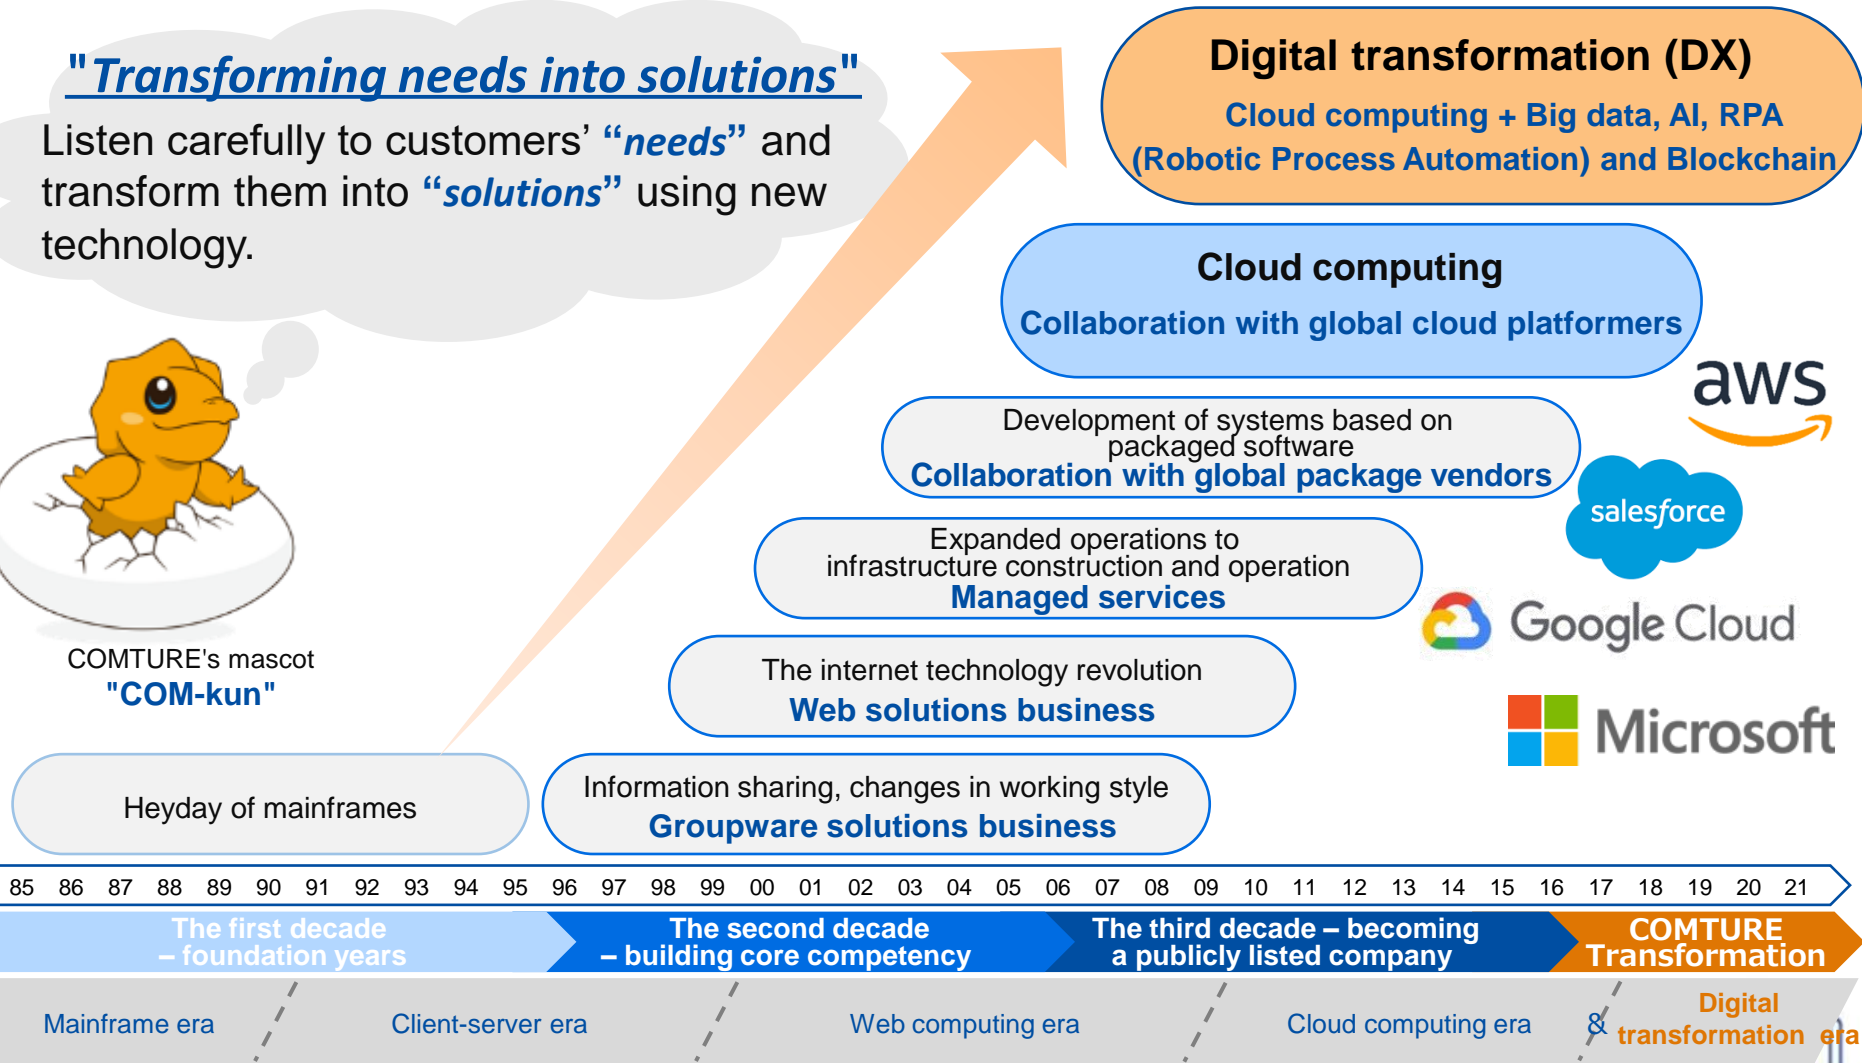 "Transforming needs into solutions"
Listen carefully to customers’ “needs” and
transform them into “solutions” using new
technology.
COMTURE's mascot
"COM-kun"
Digital transformation (DX)
Cloud computing + Big data, AI, RPA
(Robotic Process Automation) and Blockchain
Cloud computing
Collaboration with global cloud platformers
aws
Development of systems based on
packaged software
Collaboration with global package vendors
salesforce
Expanded operations to
infrastructure construction and operation
Managed services
Google Cloud
The internet technology revolution
Web solutions business
Microsoft
Heyday of mainframes
Information sharing, changes in working style
Groupware solutions business
85 86 87 88 89 90 91 92 93 94 95 96 97 98 99 00 01 02 03 04 05 06 07 08 09 10 11 12 13 14 15 16 17 18 19 20 21
The first decade
– foundation years
The second decade
– building core competency
The third decade – becoming
a publicly listed company
COMTURE
Transformation
Mainframe era
Client-server era
Web computing era
Cloud computing era
&
Digital
transformation era